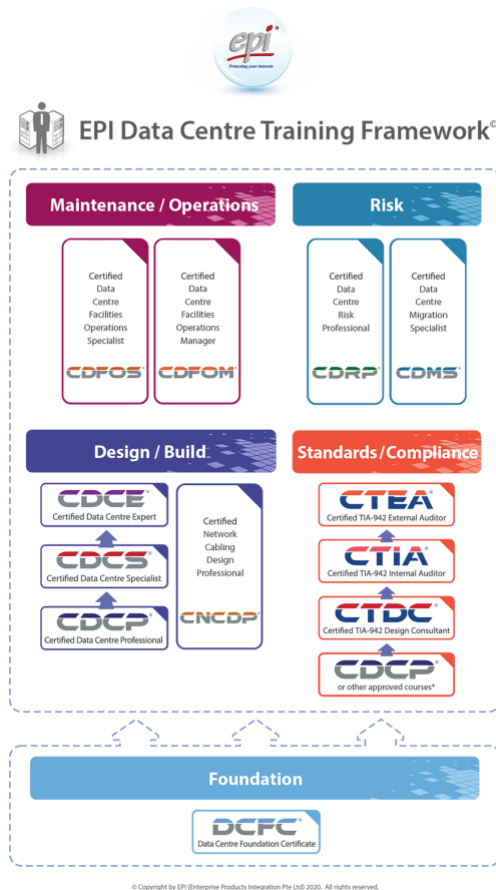 epi®
Protecting your Interest
EPI Data Centre Training Framework©
Maintenance / Operations
Certified
Data
Centre
Facilities
Operations
Specialist
CDFOS®
Certified
Data
Centre
Facilities
Operations
Manager
CDFOM®
Risk
Certified
Data
Centre
Risk
Professional
CDRP®
Certified
Data
Centre
Migration
Specialist
CDMS®
Design / Build
CDCE®
Certified Data Centre Expert
CDCS®
Certified Data Centre Specialist
CDCP®
Certified Data Centre Professional
Certified
Network
Cabling
Design
Professional
CNCDP®
Standards/Compliance
CTEA®
Certified TIA-942 External Auditor
CTIA®
Certified TIA-942 Internal Auditor
CTDC®
Certified TIA-942 Design Consultant
CDCP®
or other approved courses*
Foundation
DCFC®
Data Centre Foundation Certificate
© Copyright by EPI (Enterprise Products Integration Pte Ltd) 2020. All rights reserved.